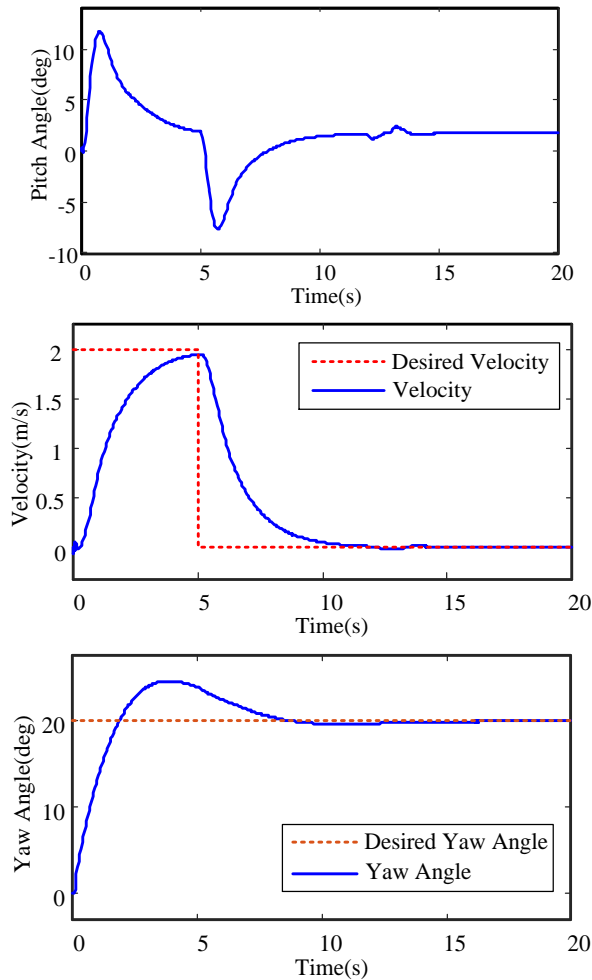 10
5
0
-5
-10
Pitch Angle(deg)
0 5 10 15 20
Time(s)
2
1.5
1
0.5
0
Velocity(m/s)
Desired Velocity
Velocity
0 5 10 15 20
Time(s)
20
10
0
Yaw Angle(deg)
Desired Yaw Angle
Yaw Angle
0 5 10 15 20
Time(s)